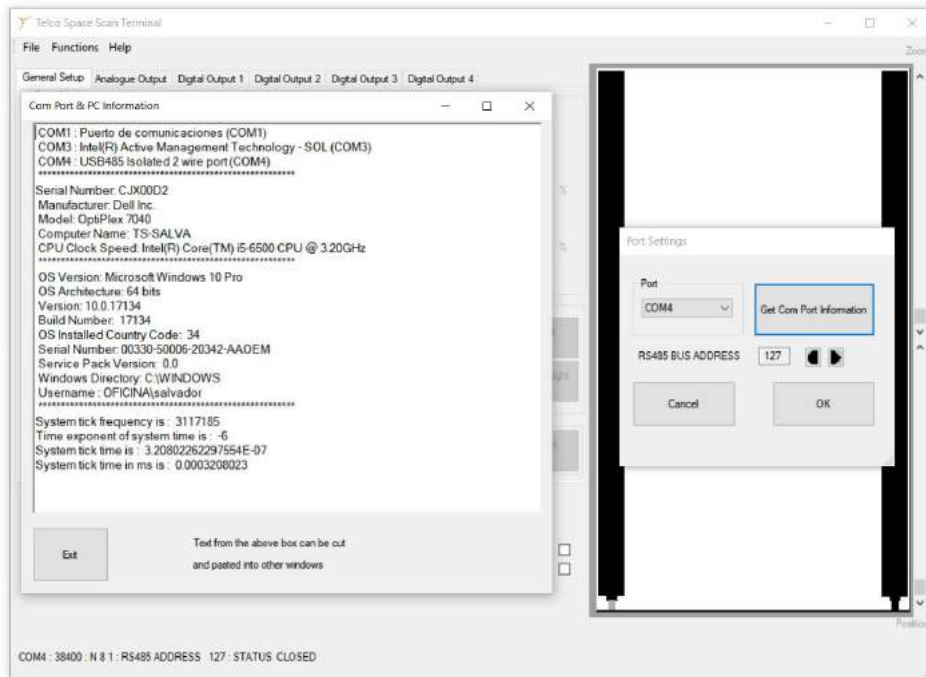 Telco Space Scan Terminal
File Functions Help
Zoom
General Setup Analogue Output Digital Output 1 Digital Output 2 Digital Output 3 Digital Output 4
Com Port & PC Information
COM1 : Puerto de comunicaciones (COM1)
COM3 : Intel(R) Active Management Technology - SOL (COM3)
COM4 : USB485 Isolated 2 wire port (COM4)
**********************************************************
Serial Number: CJX00D2
Manufacturer: Dell Inc.
Model: OptiPlex 7040
Computer Name: TS-SALVA
CPU Clock Speed: Intel(R) Core(TM) i5-6500 CPU @ 3.20GHz
**********************************************************
OS Version: Microsoft Windows 10 Pro
OS Architecture: 64 bits
Version: 10.0.17134
Build Number: 17134
OS Installed Country Code: 34
Serial Number: 00330-50006-20342-AAOEM
Service Pack Version: 0.0
Windows Directory: C:\WINDOWS
Username : OFICINA\salvador
**********************************************************
System tick frequency is : 3117185
Time exponent of system time is : -6
System tick time is : 3.20802262297554E-07
System tick time in ms is : 0.0003208023
Exit
Text from the above box can be cut
and pasted into other windows
%
%
Port Settings
Port
COM4
Get Com Port Information
RS485 BUS ADDRESS 127
Cancel
OK
Position
COM4 : 38400 : N 8 1 : RS485 ADDRESS 127 : STATUS CLOSED